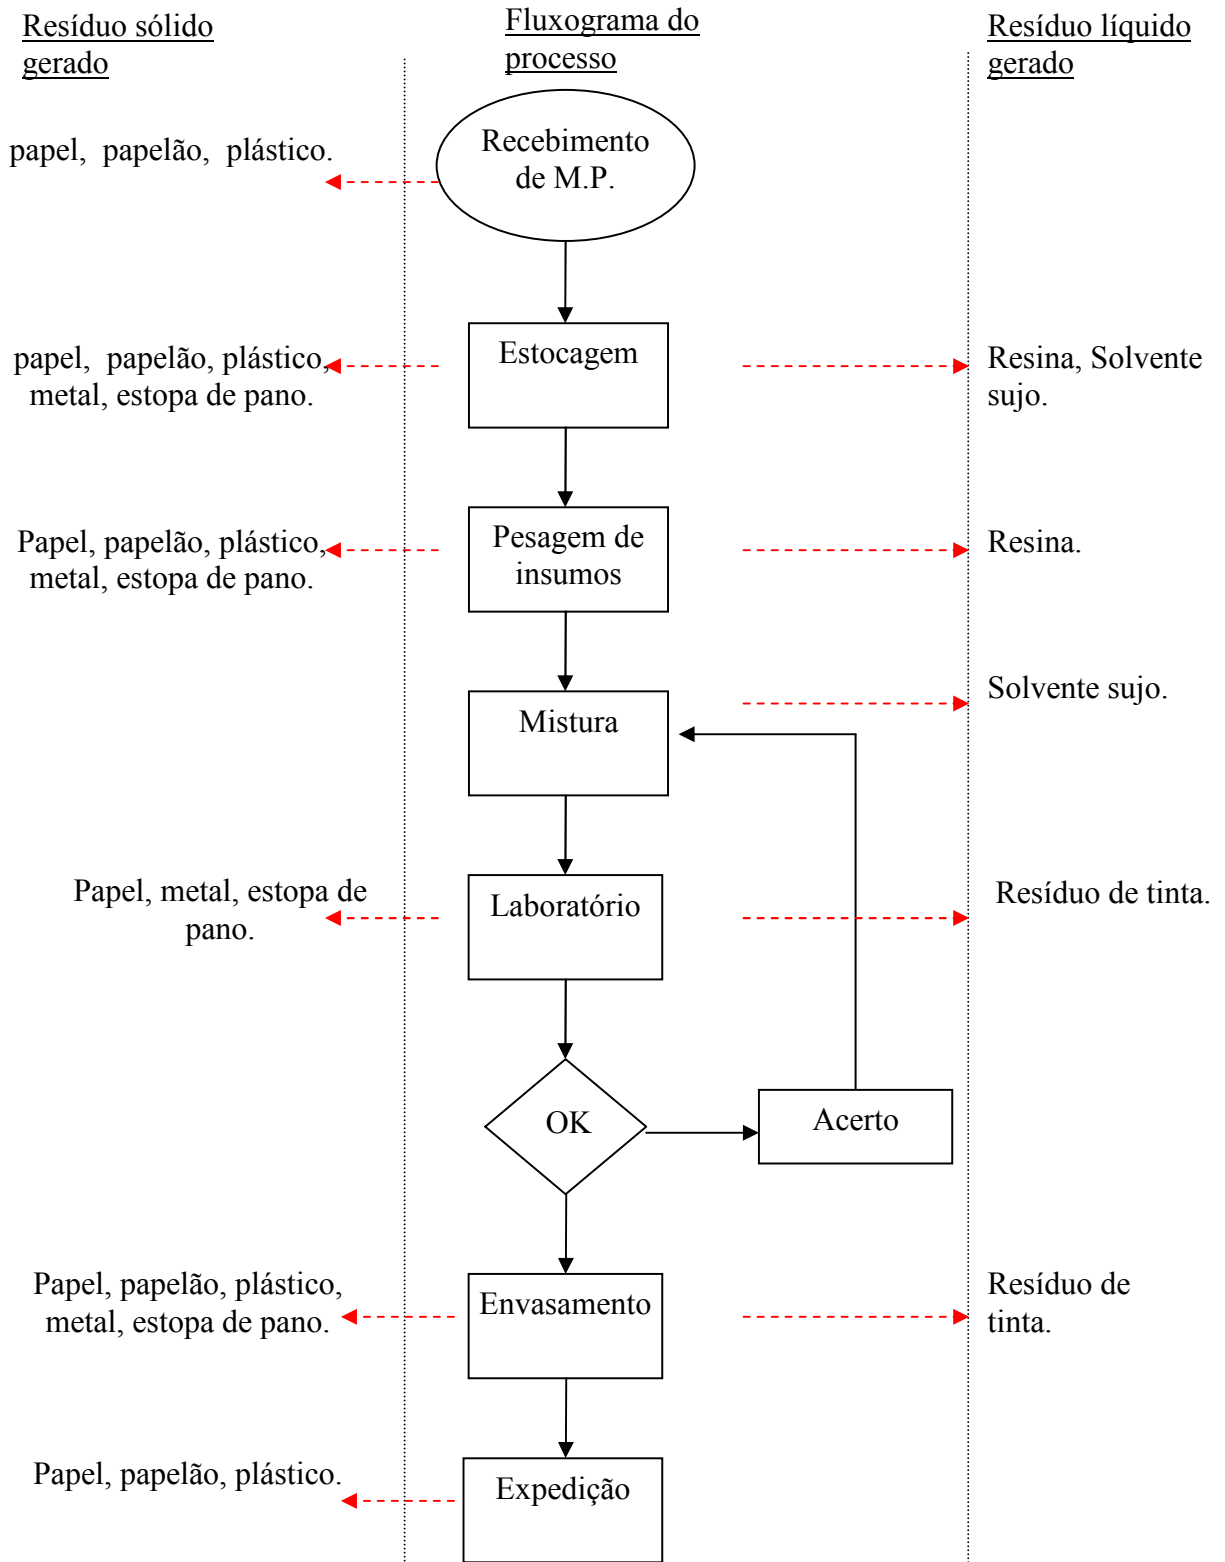 Resíduo sólido
gerado
Fluxograma do
processo
Resíduo líquido
gerado
papel, papelão, plástico.
Recebimento
de M.P.
papel, papelão, plástico,
metal, estopa de pano.
Estocagem
Resina, Solvente
sujo.
Papel, papelão, plástico,
metal, estopa de pano.
Pesagem de
insumos
Resina.
Mistura
Solvente sujo.
Papel, metal, estopa de
pano.
Laboratório
Resíduo de tinta.
OK
Acerto
Papel, papelão, plástico,
metal, estopa de pano.
Envasamento
Resíduo de
tinta.
Papel, papelão, plástico.
Expedição